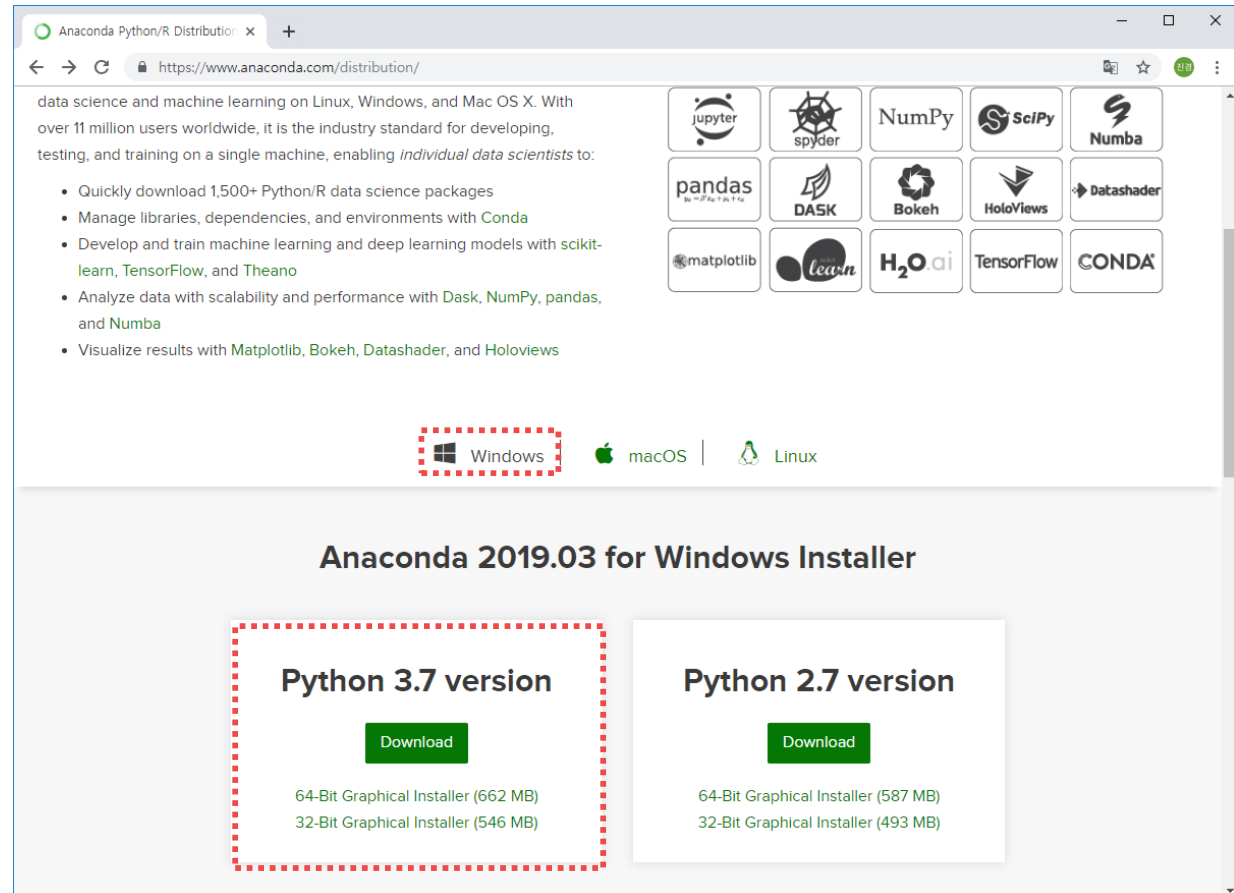 Anaconda Python/R Distribution
https://www.anaconda.com/distribution/
진경
data science and machine learning on Linux, Windows, and Mac OS X. With
over 11 million users worldwide, it is the industry standard for developing,
testing, and training on a single machine, enabling individual data scientists to:
• Quickly download 1,500+ Python/R data science packages
• Manage libraries, dependencies, and environments with Conda
• Develop and train machine learning and deep learning models with scikit-
learn, TensorFlow, and Theano
• Analyze data with scalability and performance with Dask, NumPy, pandas,
and Numba
• Visualize results with Matplotlib, Bokeh, Datashader, and Holoviews
jupyter
spyder
NumPy
SciPy
Numba
pandas
DASK
Bokeh
HoloViews
Datashader
matplotlib
scikit
learn
H2O.ai
TensorFlow
CONDA
Windows
macOS
Linux
Anaconda 2019.03 for Windows Installer
Python 3.7 version
Download
64-Bit Graphical Installer (662 MB)
32-Bit Graphical Installer (546 MB)
Python 2.7 version
Download
64-Bit Graphical Installer (587 MB)
32-Bit Graphical Installer (493 MB)